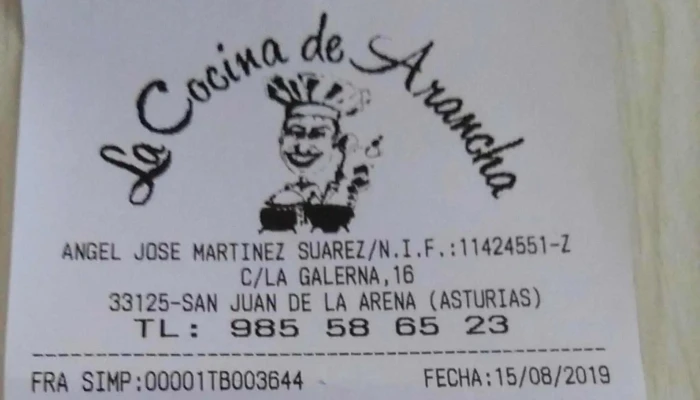 La Cocina de Arancha
ANGEL JOSE MARTINEZ SUAREZ/N.I.F.:11424551-Z
C/LA GALERNA,16
33125-SAN JUAN DE LA ARENA (ASTURIAS)
TL: 985 58 65 23
FRA SIMP:00001TB003644 FECHA:15/08/2019